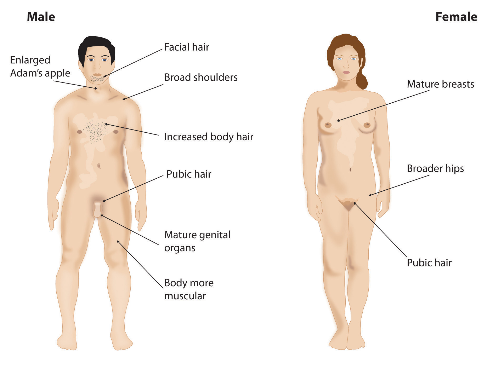 Male
Female
Enlarged
Adam's apple
Facial hair
Broad shoulders
Increased body hair
Pubic hair
Mature genital
organs
Body more
muscular
Mature breasts
Broader hips
Pubic hair